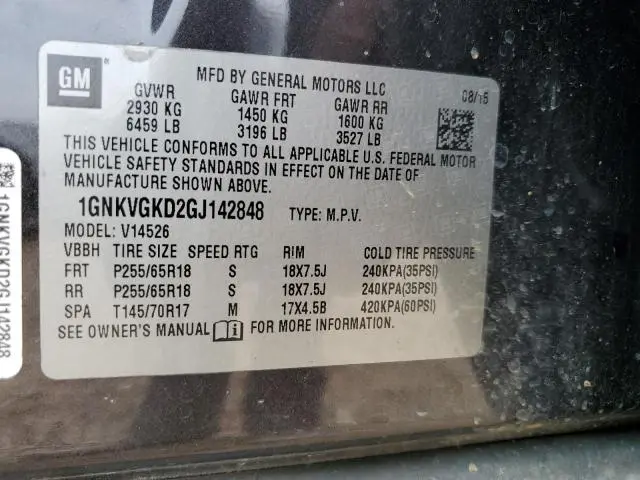 GM
MFD BY GENERAL MOTORS LLC
08/15
GVWR GAWR FRT GAWR RR
2930 KG 1450 KG 1600 KG
6459 LB 3196 LB 3527 LB
THIS VEHICLE CONFORMS TO ALL APPLICABLE U.S. FEDERAL MOTOR
VEHICLE SAFETY STANDARDS IN EFFECT ON THE DATE OF
MANUFACTURE SHOWN ABOVE.
1GNKVGKD2GJ142848 TYPE: M.P.V.
MODEL: V14526
VBBH TIRE SIZE SPEED RTG RIM COLD TIRE PRESSURE
FRT P255/65R18 S 18X7.5J 240KPA(35PSI)
RR P255/65R18 S 18X7.5J 240KPA(35PSI)
SPA T145/70R17 M 17X4.5B 420KPA(60PSI)
SEE OWNER'S MANUAL i FOR MORE INFORMATION
1GNKVGKD2GJ142848